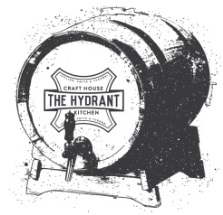 CRAFT HOUSE
THE HYDRANT
KITCHEN